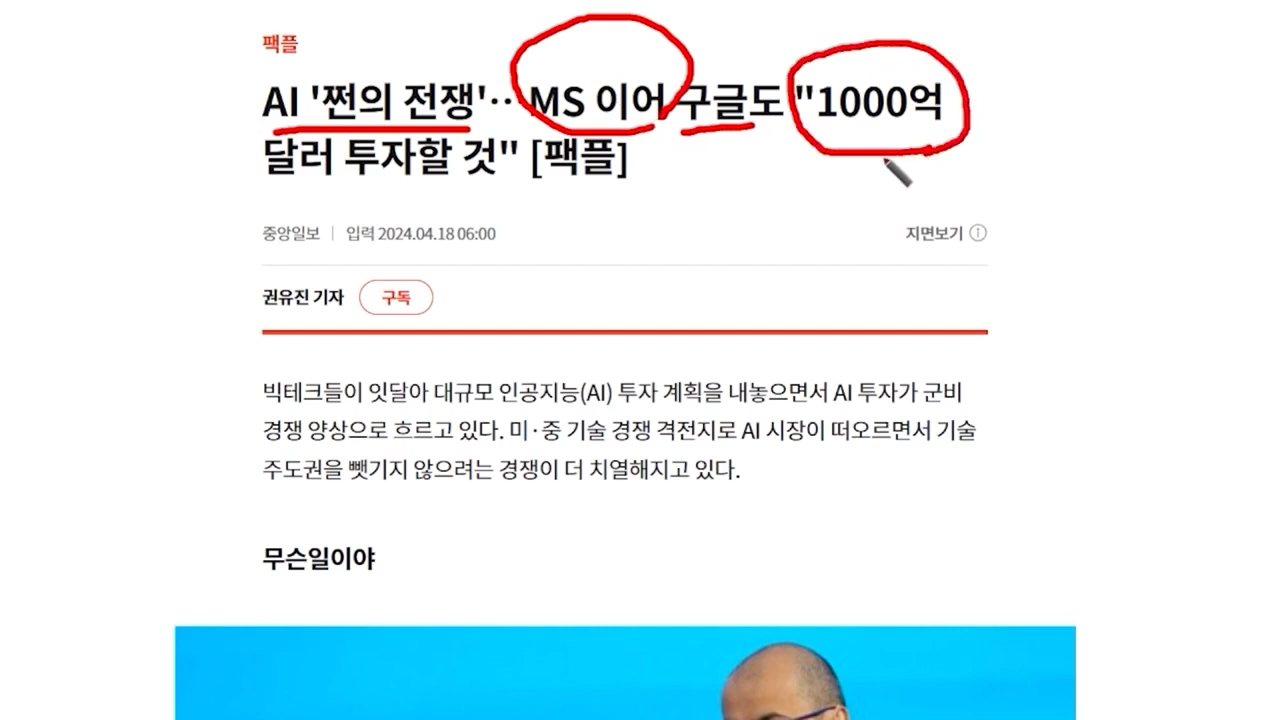 팩플
AI '쩐의 전쟁'… MS 이어 구글도 "1000억
달러 투자할 것" [팩플]
중앙일보 | 입력 2024.04.18 06:00
지면보기
권유진 기자
구독
빅테크들이 잇달아 대규모 인공지능(AI) 투자 계획을 내놓으면서 AI 투자가 군비
경쟁 양상으로 흐르고 있다. 미·중 기술 경쟁 격전지로 AI 시장이 떠오르면서 기술
주도권을 뺏기지 않으려는 경쟁이 더 치열해지고 있다.
무슨일이야